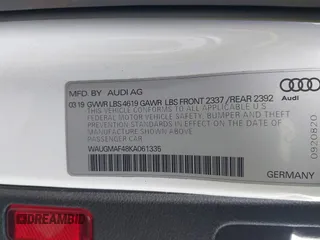 MFD. BY AUDI AG
03.19 GVWR LBS 4619 GAWR LBS FRONT 2337 / REAR 2392
THIS VEHICLE CONFORMS TO ALL APPLICABLE U.S.
FEDERAL MOTOR VEHICLE SAFETY, BUMPER AND THEFT
PREVENTION STANDARDS IN EFFECT ON THE DATE
OF MANUFACTURE SHOWN ABOVE
PASSENGER CAR
WAUGMAF48KA061335
Audi
0920820
GERMANY
DREAMBID